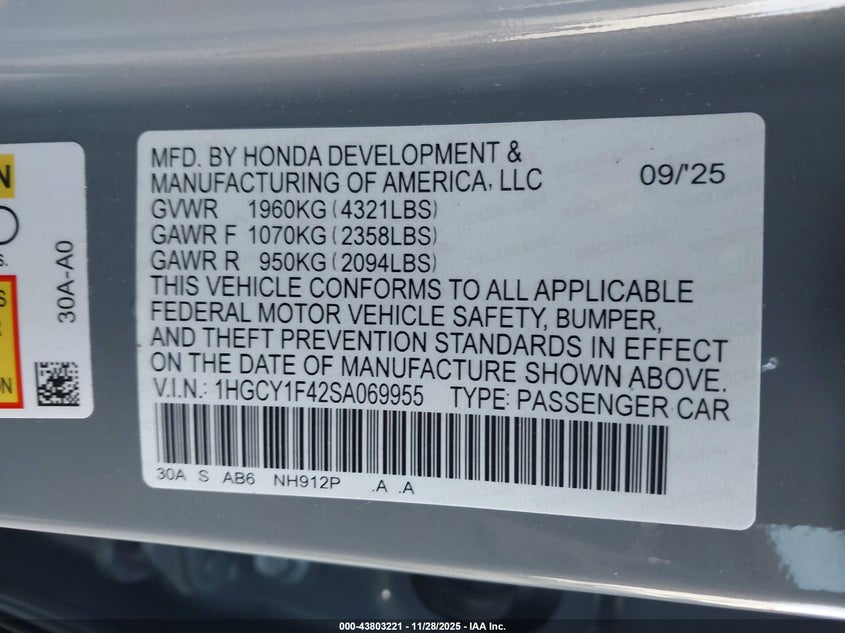 MFD. BY HONDA DEVELOPMENT &
MANUFACTURING OF AMERICA, LLC 09/'25
GVWR 1960KG (4321LBS)
GAWR F 1070KG (2358LBS)
GAWR R 950KG (2094LBS)
THIS VEHICLE CONFORMS TO ALL APPLICABLE
FEDERAL MOTOR VEHICLE SAFETY, BUMPER,
AND THEFT PREVENTION STANDARDS IN EFFECT
ON THE DATE OF MANUFACTURE SHOWN ABOVE.
V.I.N.: 1HGCY1F42SA069955 TYPE: PASSENGER CAR
30A S AB6 NH912P .A .A
30A-A0
000-43803221 - 11/28/2025 - IAA Inc.